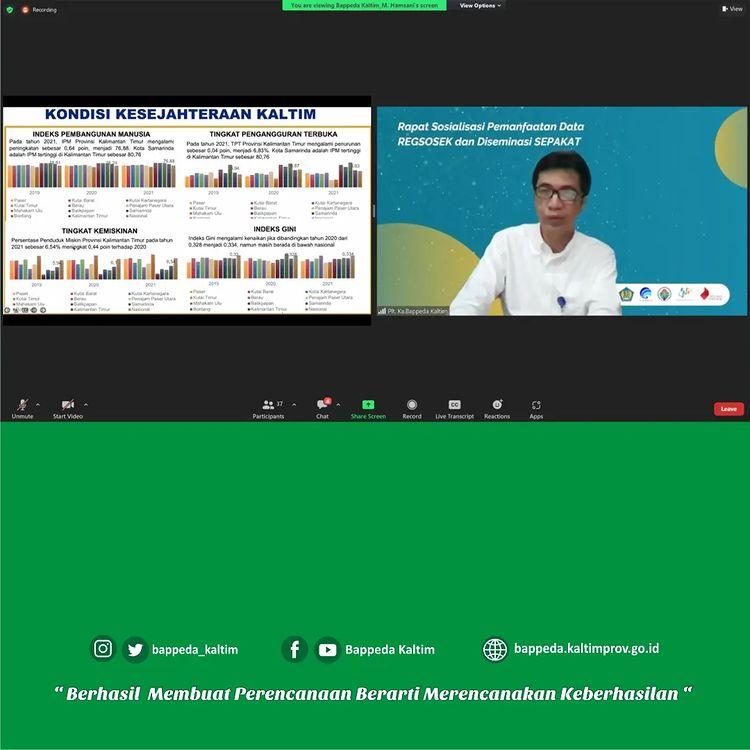 Recording
You are viewing Bappeda Kaltim_M. Hamsani's screen
View Options
View
KONDISI KESEJAHTERAAN KALTIM
INDEKS PEMBANGUNAN MANUSIA
Pada tahun 2021, IPM Provinsi Kalimantan Timur mengalami
peningkatan sebesar 0,64 poin, menjadi 76,88. Kota Samarinda
adalah IPM tertinggi di Kalimantan Timur sebesar 80,76
76,88
2019 2020 2021
Paser Kutai Barat Kutai Kartanegara
Kutai Timur Berau Penajam Paser Utara
Mahakam Ulu Balikpapan Samarinda
Bontang Kalimantan Timur Nasional
TINGKAT PENGANGGURAN TERBUKA
Pada tahun 2021, TPT Provinsi Kalimantan Timur mengalami penurunan
sebesar 0,04 poin, menjadi 6,83%. Kota Samarinda adalah IPM tertinggi
di Kalimantan Timur sebesar 80,76
2019 2020 2021
Paser Kutai Barat Kutai Kartanegara
Kutai Timur Berau Penajam Paser Utara
Mahakam Ulu Balikpapan Samarinda
TINGKAT KEMISKINAN
Persentase Penduduk Miskin Provinsi Kalimantan Timur pada tahun
2021 sebesar 6,54% meningkat 0,44 poin terhadap 2020
2019 2020 2021
Paser Kutai Barat Kutai Kartanegara
Kutai Timur Berau Penajam Paser Utara
Mahakam Ulu Balikpapan Samarinda
Kalimantan Timur Nasional
INDEKS GINI
Indeks Gini mengalami kenaikan jika dibandingkan tahun 2020 dari
0,328 menjadi 0,334, namun masih berada di bawah nasional
0,334
2019 2020 2021
Paser Kutai Barat Kutai Kartanegara
Kutai Timur Berau Penajam Paser Utara
Mahakam Ulu Balikpapan Samarinda
Bontang Kalimantan Timur Nasional
Rapat Sosialisasi Pemanfaatan Data
REGSOSEK dan Diseminasi SEPAKAT
Plt. Ka.Bappeda Kaltim
Unmute
Start Video
37
Participants
4
Chat
Share Screen
Record
CC
Live Transcript
Reactions
Apps
Leave
bappeda_kaltim
Bappeda Kaltim
bappeda.kaltimprov.go.id
“ Berhasil Membuat Perencanaan Berarti Merencanakan Keberhasilan “